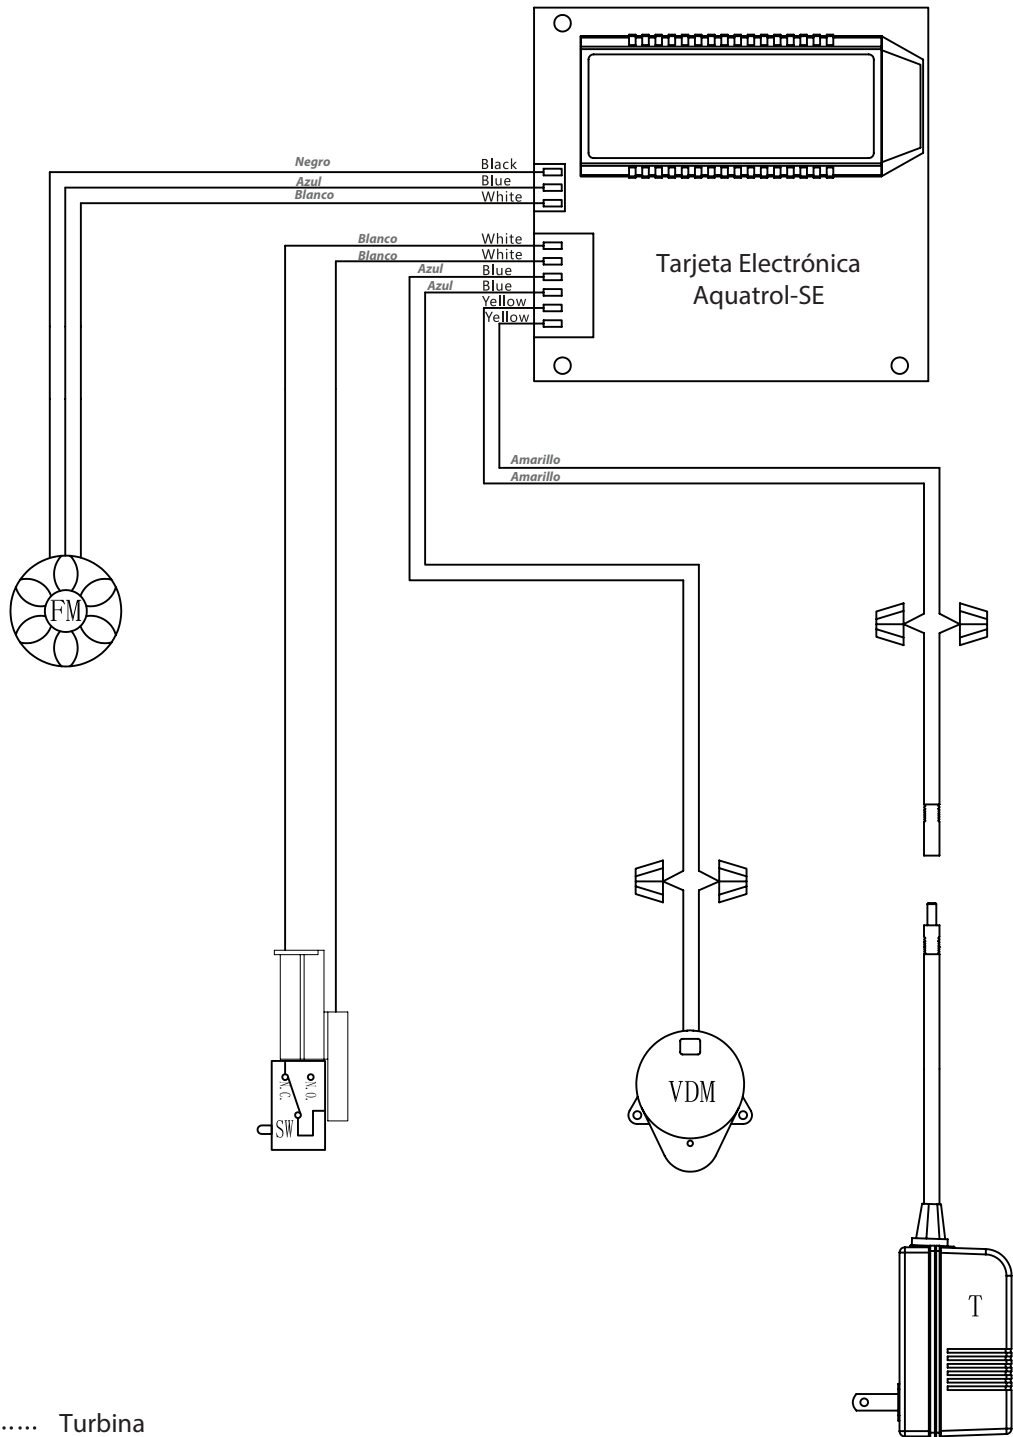 Negro Black
Azul Blue
Blanco White
Blanco White
Blanco White
Azul Blue
Azul Blue
Yellow
Yellow
Tarjeta Electrónica
Aquatrol-SE
Amarillo
Amarillo
FM
N.C. N.O.
SW
VDM
T
..... Turbina